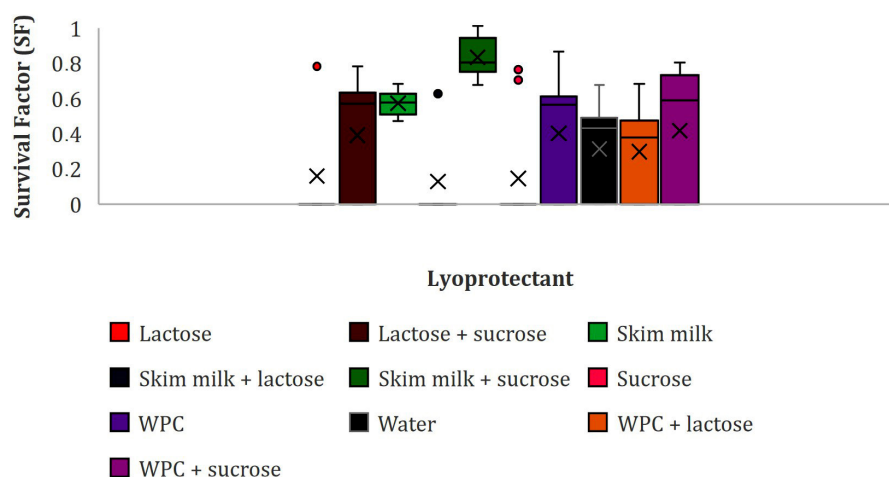 Survival Factor (SF)
1
0.8
0.6
0.4
0.2
0
Lyoprotectant
Lactose
Lactose + sucrose
Skim milk
Skim milk + lactose
Skim milk + sucrose
Sucrose
WPC
Water
WPC + lactose
WPC + sucrose